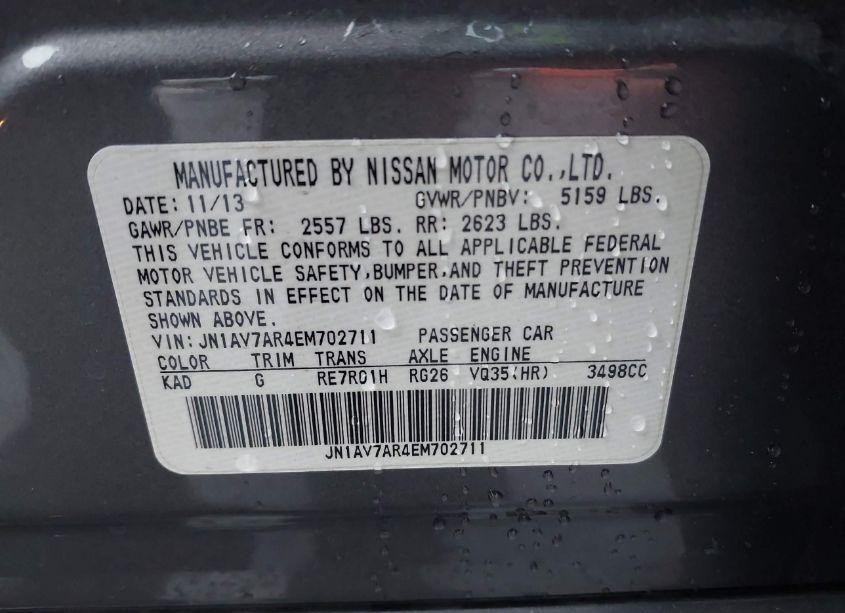 MANUFACTURED BY NISSAN MOTOR CO.,LTD.
DATE: 11/13 GVWR/PNBV: 5159 LBS.
GAWR/PNBE FR: 2557 LBS. RR: 2623 LBS.
THIS VEHICLE CONFORMS TO ALL APPLICABLE FEDERAL
MOTOR VEHICLE SAFETY,BUMPER,AND THEFT PREVENTION
STANDARDS IN EFFECT ON THE DATE OF MANUFACTURE
SHOWN ABOVE.
VIN: JN1AV7AR4EM702711 PASSENGER CAR
COLOR TRIM TRANS AXLE ENGINE
KAD G RE7R01H RG26 VQ35(HR) 3498CC
JN1AV7AR4EM702711